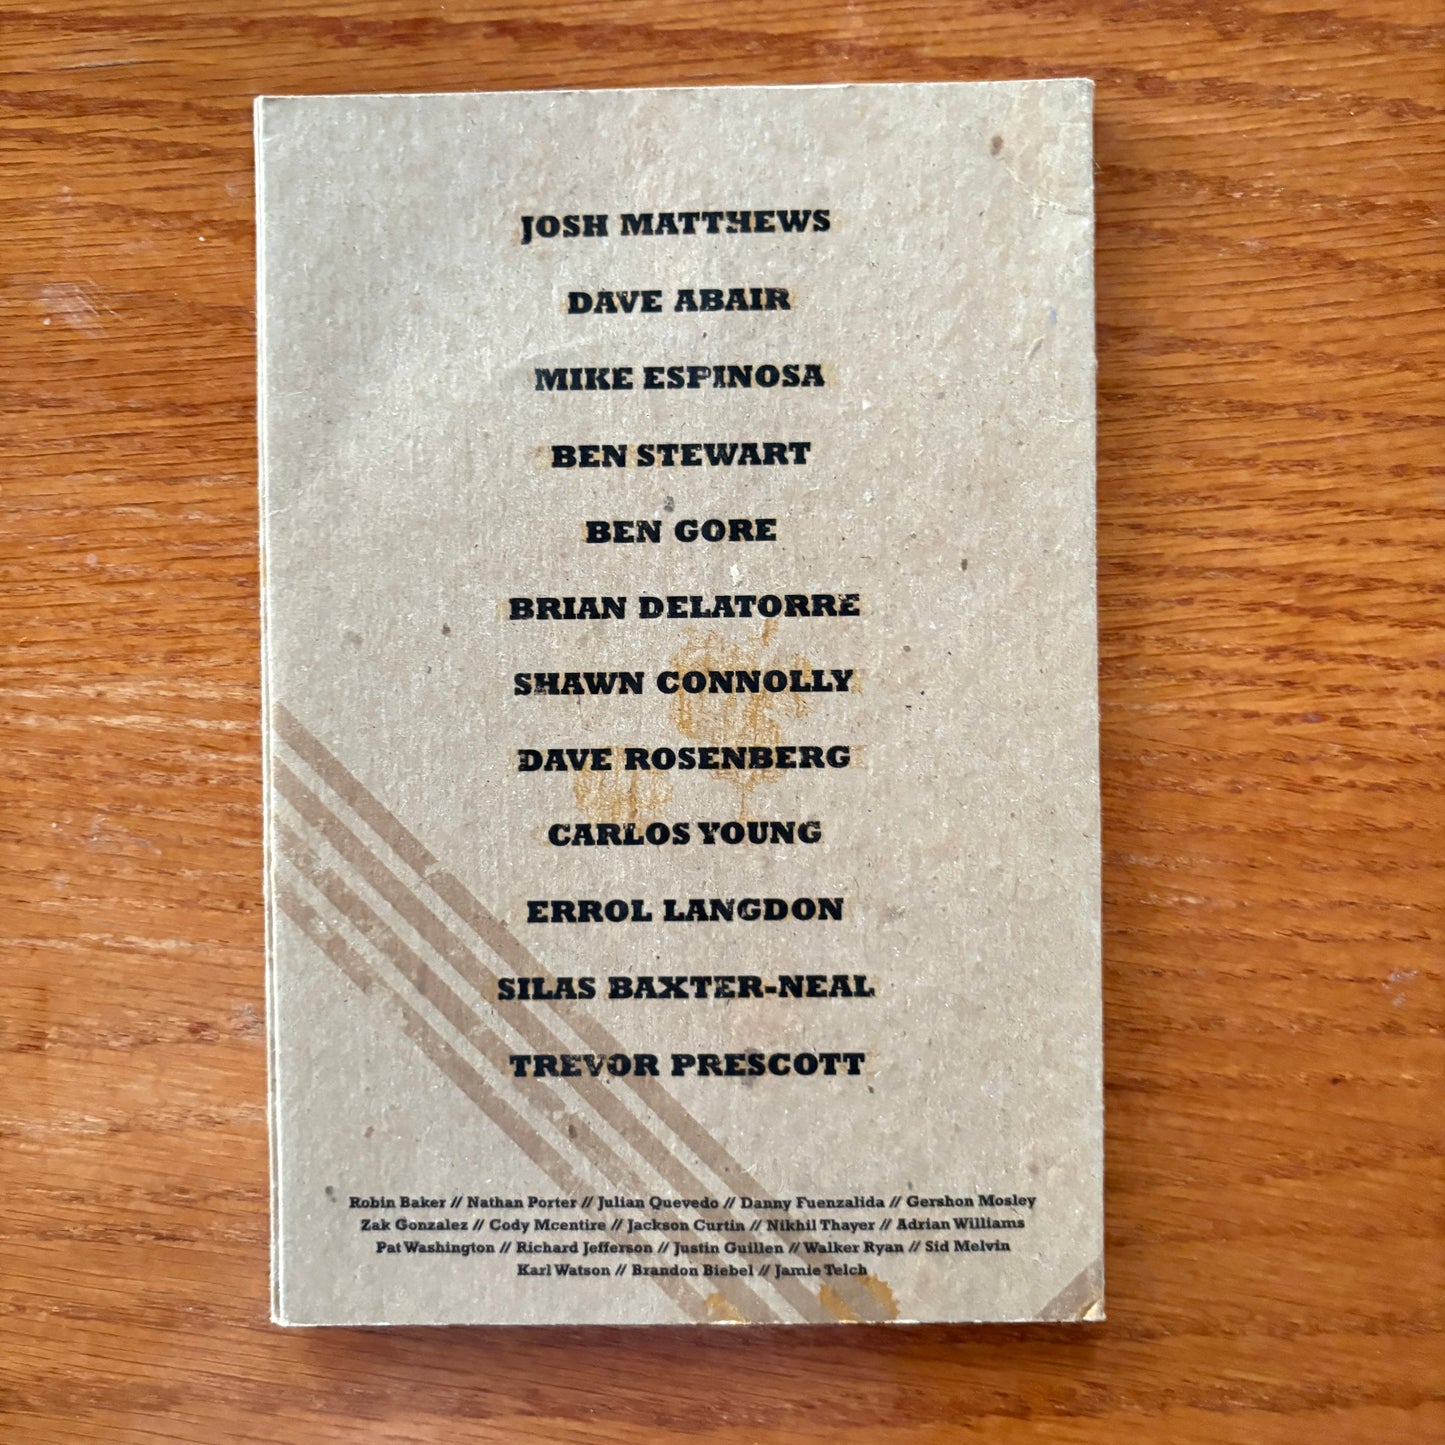 JOSH MATTHEWS
DAVE ABAIR
MIKE ESPINOSA
BEN STEWART
BEN GORE
BRIAN DELATORRE
SHAWN CONNOLLY
DAVE ROSENBERG
CARLOS YOUNG
ERROL LANGDON
SILAS BAXTER-NEAL
TREVOR PRESCOTT
Robin Baker // Nathan Porter // Julian Quevedo // Danny Fuenzalida // Gershon Mosley
Zak Gonzalez // Cody Mcentire // Jackson Curtin // Nikhil Thayer // Adrian Williams
Pat Washington // Richard Jefferson // Justin Guillen // Walker Ryan // Sid Melvin
Karl Watson // Brandon Biebel // Jamie Telch